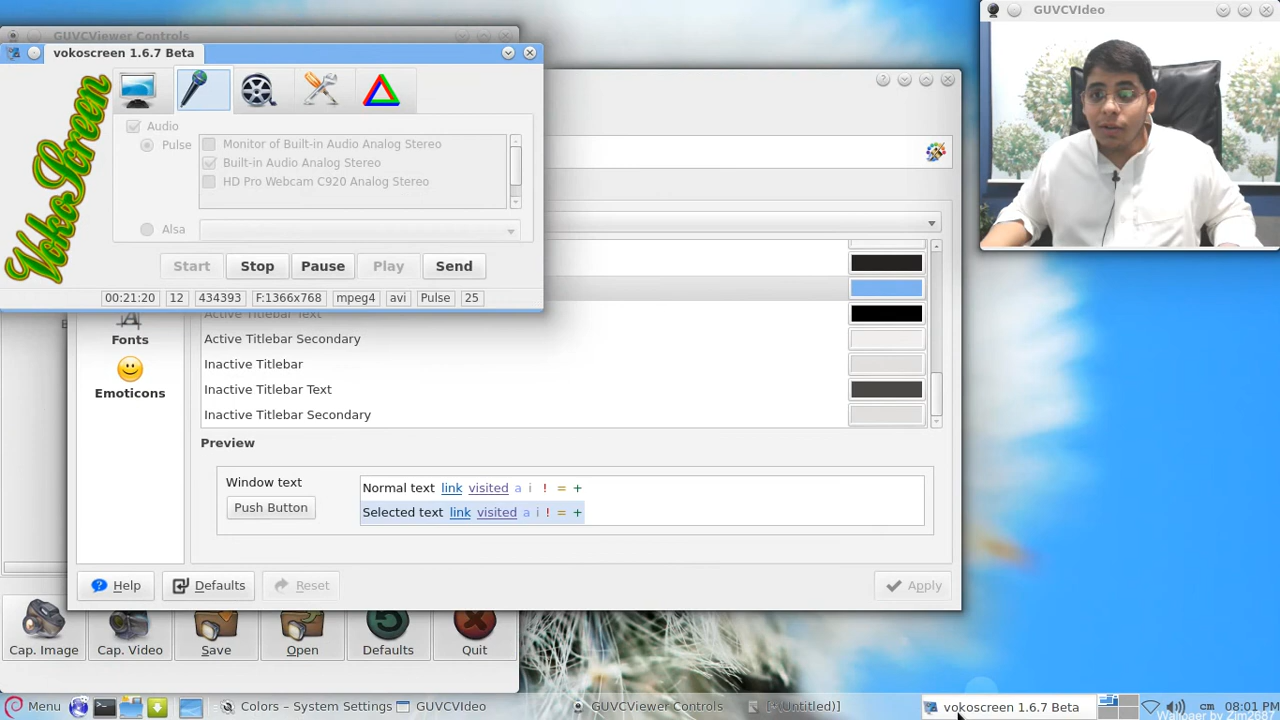 GUVCViewer Controls
GUVCVIdeo
vokoscreen 1.6.7 Beta
VokoScreen
Audio
Pulse
Monitor of Built-in Audio Analog Stereo
Built-in Audio Analog Stereo
HD Pro Webcam C920 Analog Stereo
Alsa
Start
Stop
Pause
Play
Send
00:21:20
12
434393
F:1366x768
mpeg4
avi
Pulse
25
Active Titlebar Text
Fonts
Active Titlebar Secondary
Inactive Titlebar
Emoticons
Inactive Titlebar Text
Inactive Titlebar Secondary
Preview
Window text
Push Button
Normal text link visited a i ! = +
Selected text link visited a i ! = +
Help
Defaults
Reset
Apply
Cap. Image
Cap. Video
Save
Open
Defaults
Quit
Menu
Colors – System Settings
GUVCVIdeo
GUVCViewer Controls
[*(Untitled)]
vokoscreen 1.6.7 Beta
08:01 PM